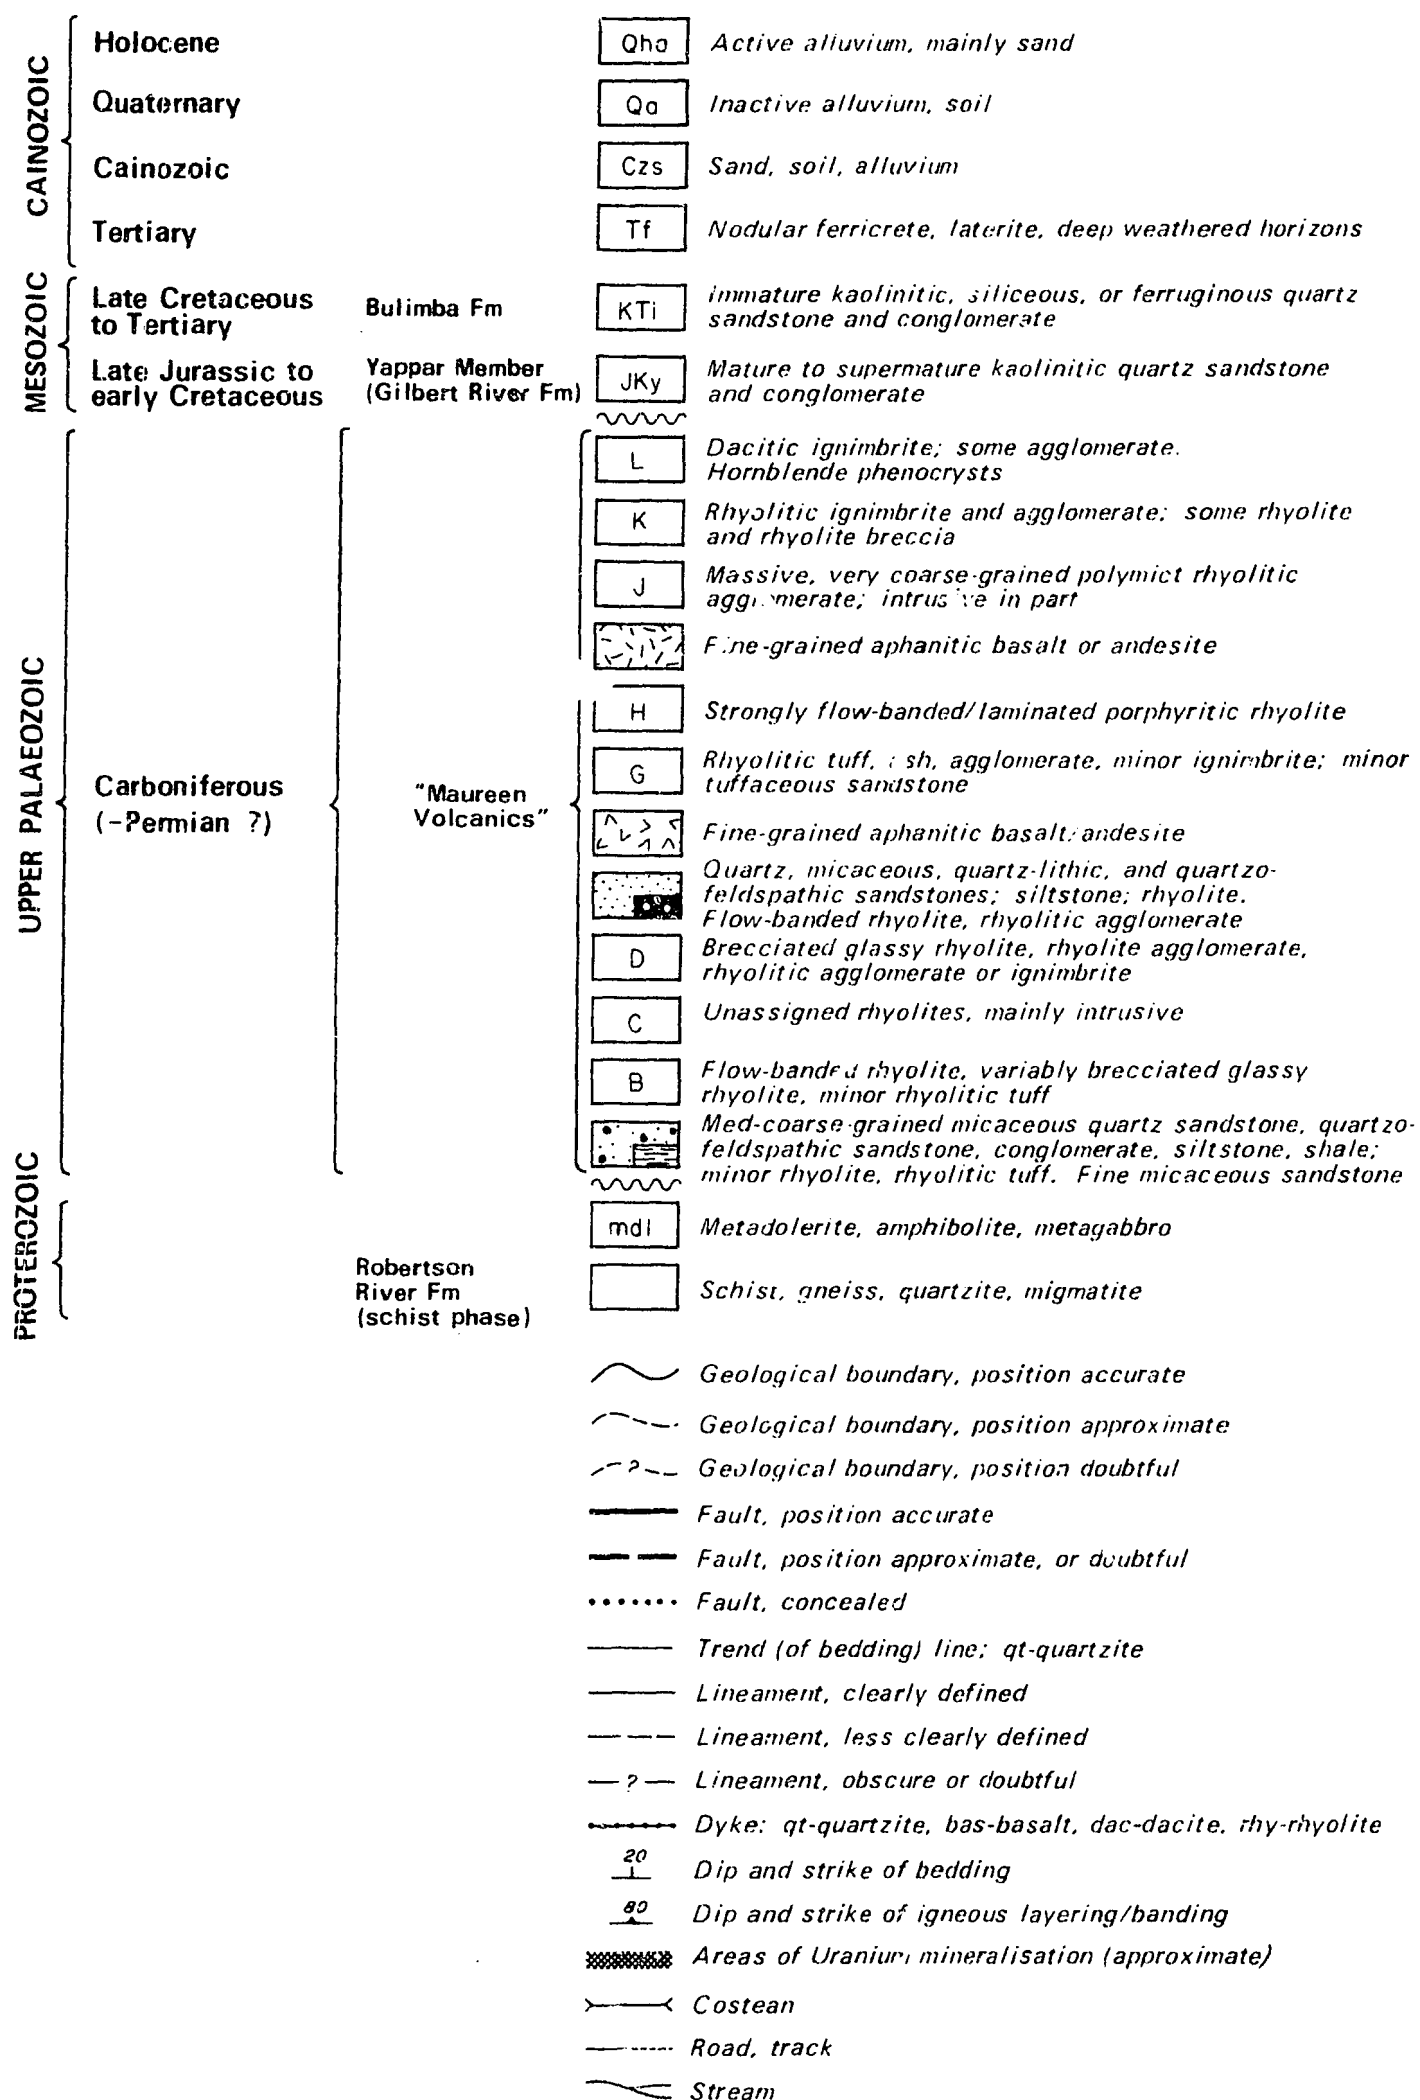 CAINOZOIC
Holocene
Qha
Active alluvium, mainly sand
Quaternary
Qa
Inactive alluvium, soil
Cainozoic
Czs
Sand, soil, alluvium
Tertiary
Tf
Nodular ferricrete, laterite, deep weathered horizons
MESOZOIC
Late Cretaceous
to Tertiary
Bulimba Fm
KTi
immature kaolinitic, siliceous, or ferruginous quartz
sandstone and conglomerate
Late Jurassic to
early Cretaceous
Yappar Member
(Gilbert River Fm)
JKy
Mature to supermature kaolinitic quartz sandstone
and conglomerate
UPPER PALAEOZOIC
Carboniferous
(-Permian ?)
"Maureen
Volcanics"
L
Dacitic ignimbrite; some agglomerate.
Hornblende phenocrysts
K
Rhyolitic ignimbrite and agglomerate; some rhyolite
and rhyolite breccia
J
Massive, very coarse-grained polymict rhyolitic
agglomerate; intrusive in part
Fine-grained aphanitic basalt or andesite
H
Strongly flow-banded/laminated porphyritic rhyolite
G
Rhyolitic tuff, ash, agglomerate, minor ignimbrite; minor
tuffaceous sandstone
Fine-grained aphanitic basalt/andesite
Quartz, micaceous, quartz-lithic, and quartzo-
feldspathic sandstones; siltstone; rhyolite.
Flow-banded rhyolite, rhyolitic agglomerate
D
Brecciated glassy rhyolite, rhyolite agglomerate,
rhyolitic agglomerate or ignimbrite
C
Unassigned rhyolites, mainly intrusive
B
Flow-banded rhyolite, variably brecciated glassy
rhyolite, minor rhyolitic tuff
Med-coarse-grained micaceous quartz sandstone, quartzo-
feldspathic sandstone, conglomerate, siltstone, shale;
minor rhyolite, rhyolitic tuff. Fine micaceous sandstone
PROTEROZOIC
mdl
Metadolerite, amphibolite, metagabbro
Robertson
River Fm
(schist phase)
Schist, gneiss, quartzite, migmatite
Geological boundary, position accurate
Geological boundary, position approximate
?
Geological boundary, position doubtful
Fault, position accurate
Fault, position approximate, or doubtful
Fault, concealed
Trend (of bedding) line; qt-quartzite
Lineament, clearly defined
Lineament, less clearly defined
?
Lineament, obscure or doubtful
Dyke: qt-quartzite, bas-basalt, dac-dacite, rhy-rhyolite
20
Dip and strike of bedding
80
Dip and strike of igneous layering/banding
Areas of Uranium mineralisation (approximate)
Costean
Road, track
Stream